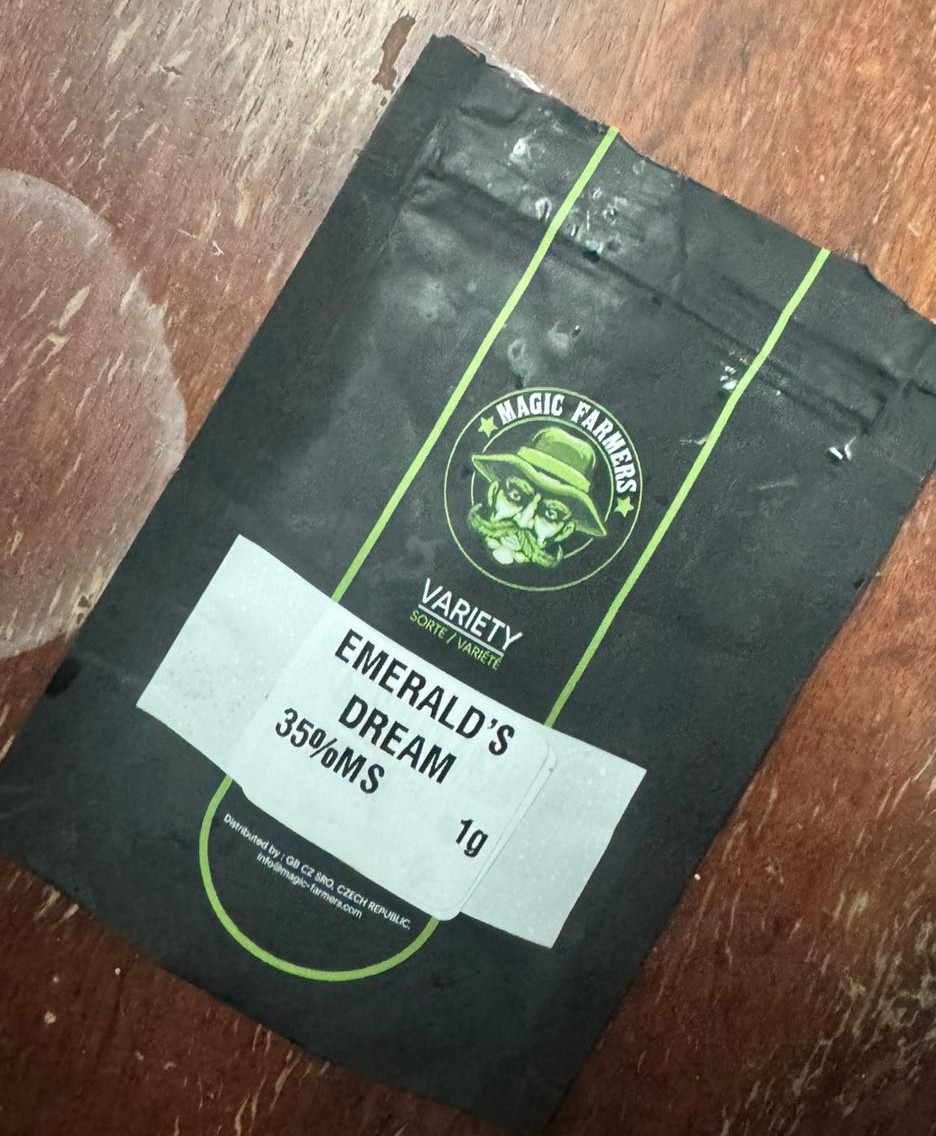 MAGIC FARMERS
VARIETY
SORTE / VARIÉTÉ
EMERALD'S
DREAM
35%MS
1g
Distributed by : GB CZ SRO, CZECH REPUBLIC.
info@magic-farmers.com